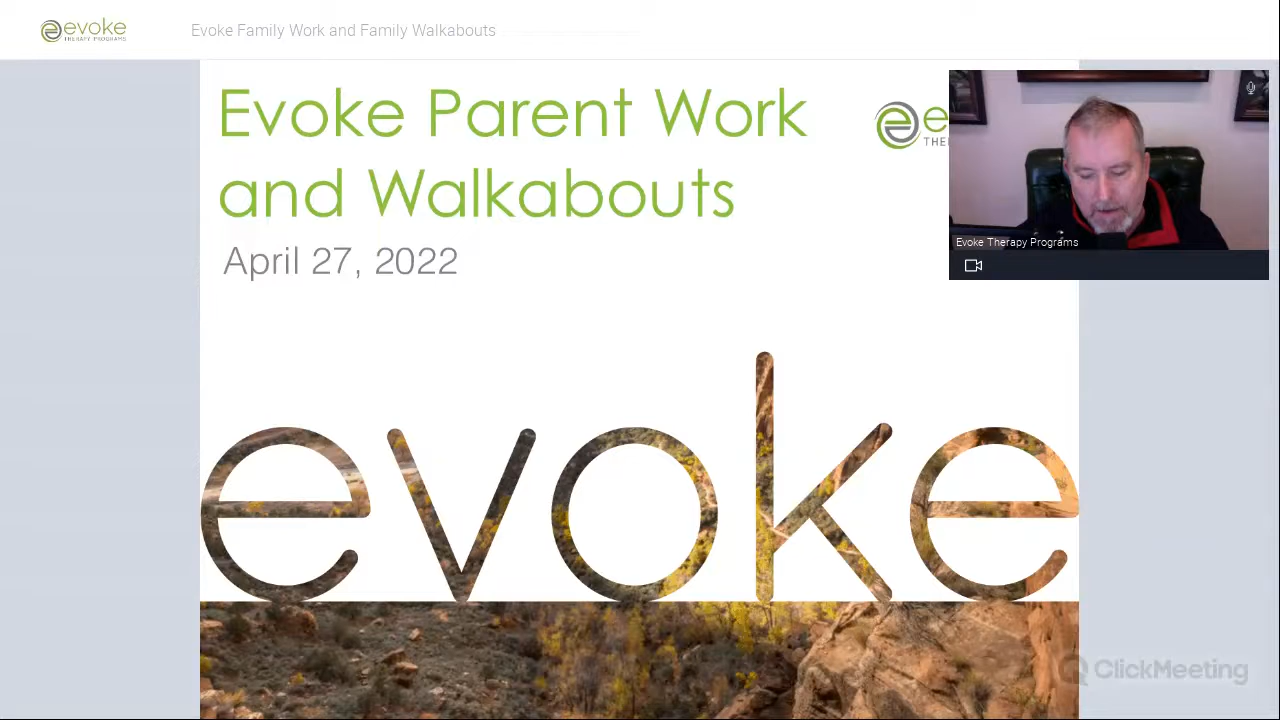 evoke
THERAPY PROGRAMS
Evoke Family Work and Family Walkabouts
Evoke Parent Work
and Walkabouts
April 27, 2022
e
THE
Evoke Therapy Programs
evoke
ClickMeeting